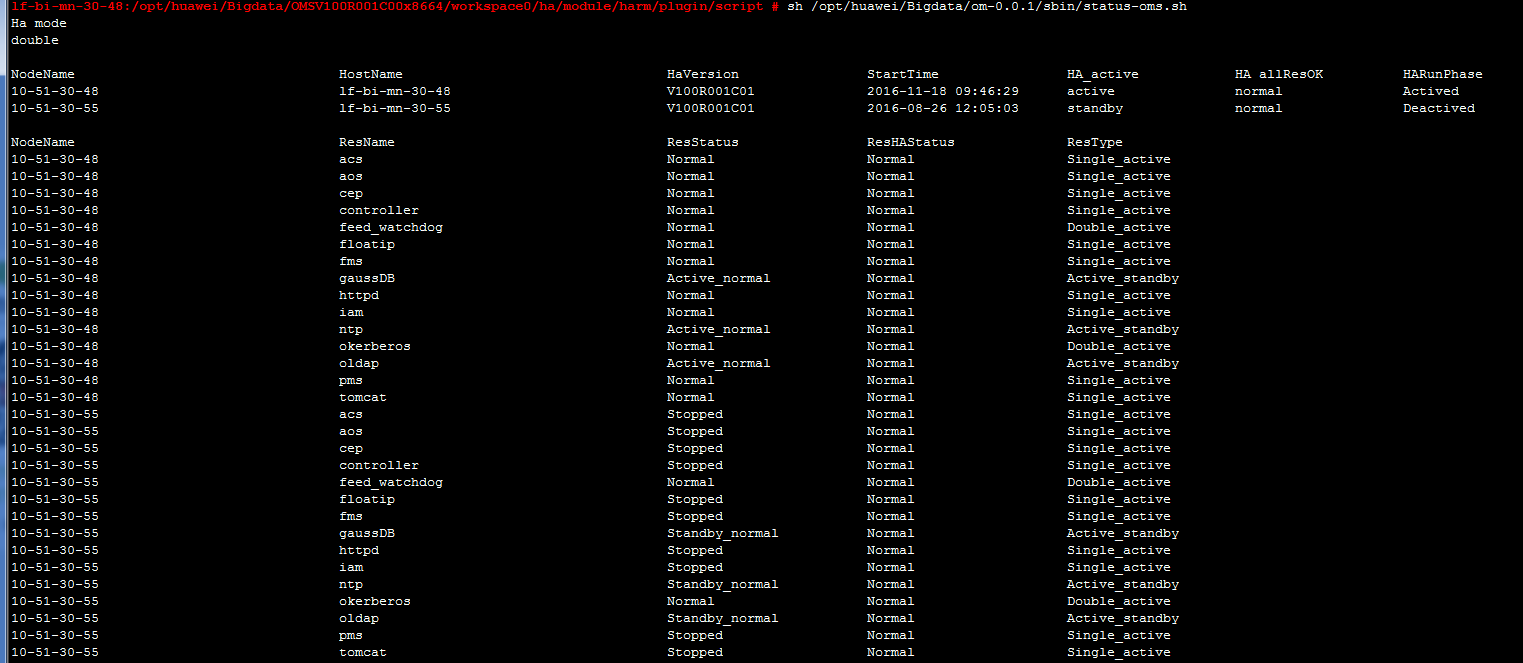 lf-bi-mn-30-48:/opt/huawei/Bigdata/OMSV100R001C00x8664/workspace0/ha/module/harm/plugin/script # sh /opt/huawei/Bigdata/om-0.0.1/sbin/status-oms.sh
Ha mode
double
NodeName HostName HaVersion StartTime HA_active HA allResOK HARunPhase
10-51-30-48 lf-bi-mn-30-48 V100R001C01 2016-11-18 09:46:29 active normal Actived
10-51-30-55 lf-bi-mn-30-55 V100R001C01 2016-08-26 12:05:03 standby normal Deactived
NodeName ResName ResStatus ResHAStatus ResType
10-51-30-48 acs Normal Normal Single_active
10-51-30-48 aos Normal Normal Single_active
10-51-30-48 cep Normal Normal Single_active
10-51-30-48 controller Normal Normal Single_active
10-51-30-48 feed_watchdog Normal Normal Double_active
10-51-30-48 floatip Normal Normal Single_active
10-51-30-48 fms Normal Normal Single_active
10-51-30-48 gaussDB Active_normal Normal Active_standby
10-51-30-48 httpd Normal Normal Single_active
10-51-30-48 iam Normal Normal Single_active
10-51-30-48 ntp Active_normal Normal Active_standby
10-51-30-48 okerberos Normal Normal Double_active
10-51-30-48 oldap Active_normal Normal Active_standby
10-51-30-48 pms Normal Normal Single_active
10-51-30-48 tomcat Normal Normal Single_active
10-51-30-55 acs Stopped Normal Single_active
10-51-30-55 aos Stopped Normal Single_active
10-51-30-55 cep Stopped Normal Single_active
10-51-30-55 controller Stopped Normal Single_active
10-51-30-55 feed_watchdog Normal Normal Double_active
10-51-30-55 floatip Stopped Normal Single_active
10-51-30-55 fms Stopped Normal Single_active
10-51-30-55 gaussDB Standby_normal Normal Active_standby
10-51-30-55 httpd Stopped Normal Single_active
10-51-30-55 iam Stopped Normal Single_active
10-51-30-55 ntp Standby_normal Normal Active_standby
10-51-30-55 okerberos Normal Normal Double_active
10-51-30-55 oldap Standby_normal Normal Active_standby
10-51-30-55 pms Stopped Normal Single_active
10-51-30-55 tomcat Stopped Normal Single_active